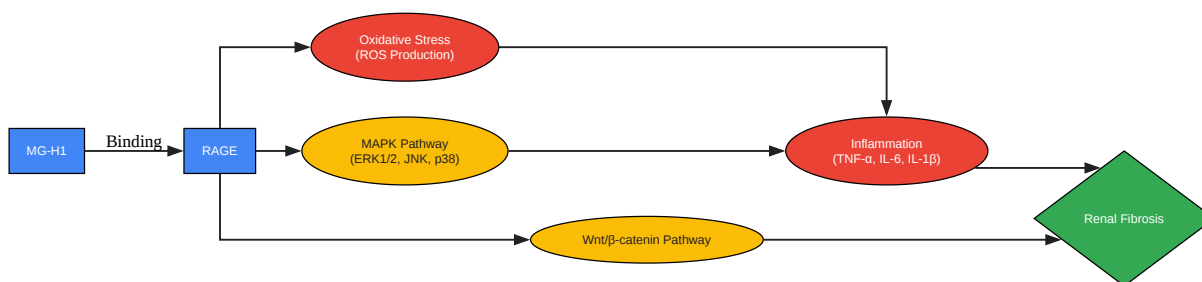 Oxidative Stress
(ROS Production)
MG-H1
Binding
RAGE
MAPK Pathway
(ERK1/2, JNK, p38)
Inflammation
(TNF-α, IL-6, IL-1β)
Wnt/β-catenin Pathway
Renal Fibrosis